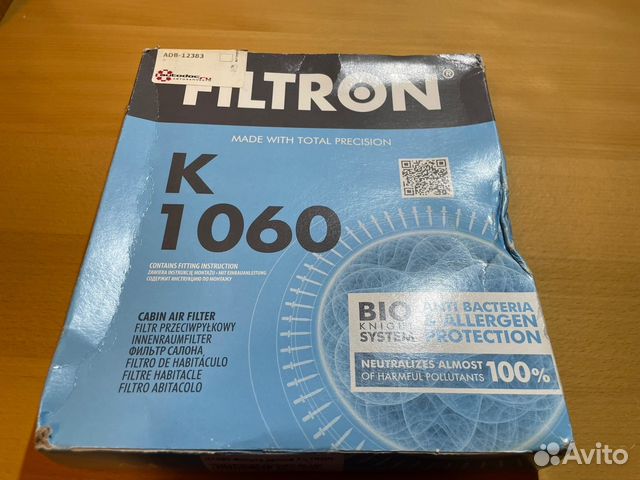 ADB-12383
FILTRON®
MADE WITH TOTAL PRECISION
K
1060
CONTAINS FITTING INSTRUCTION
ZAWIERA INSTRUKCJĘ MONTAŻU • MIT EINBAUANLEITUNG
СОДЕРЖИТ ИНСТРУКЦИЮ ПО МОНТАЖУ
CABIN AIR FILTER
FILTR PRZECIWPYŁKOWY
INNENRAUMFILTER
ФИЛЬТР САЛОНА
FILTRO DE HABITÁCULO
FILTRE HABITACLE
FILTRO ABITACOLO
BIO
KNIGHT
SYSTEM
ANTI BACTERIA
& ALLERGEN
PROTECTION
NEUTRALIZES ALMOST
OF HARMFUL POLLUTANTS
100%
Avito